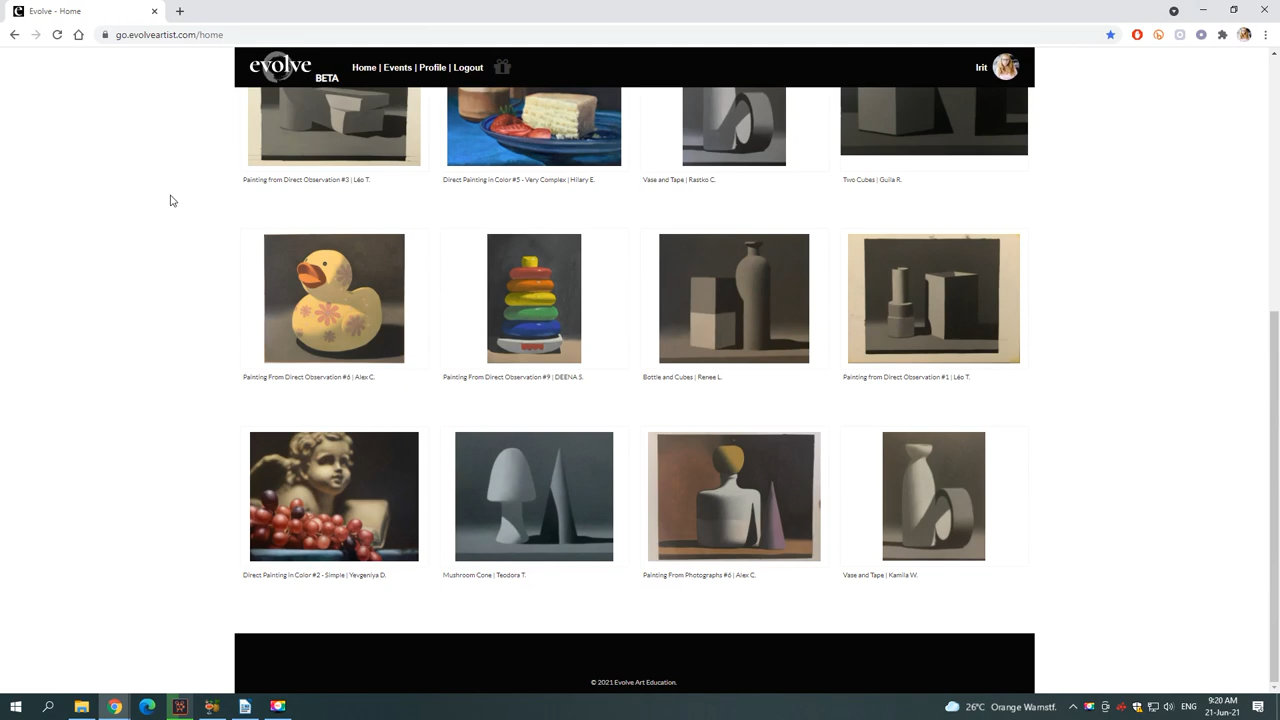 Evolve - Home
go.evolveartist.com/home
evolve
BETA
Home | Events | Profile | Logout
Irit
Painting from Direct Observation #3 | Léo T.
Direct Painting in Color #5 - Very Complex | Hilary E.
Vase and Tape | Rastko C.
Two Cubes | Guila R.
Painting From Direct Observation #6 | Alex C.
Painting From Direct Observation #9 | DEENA S.
Bottle and Cubes | Renee L.
Painting from Direct Observation #1 | Léo T.
Direct Painting in Color #2 - Simple | Yevgeniya D.
Mushroom Cone | Teodora T.
Painting From Photographs #6 | Alex C.
Vase and Tape | Kamila W.
© 2021 Evolve Art Education.
26°C Orange Warnsf.
ENG
9:20 AM
21-Jun-21